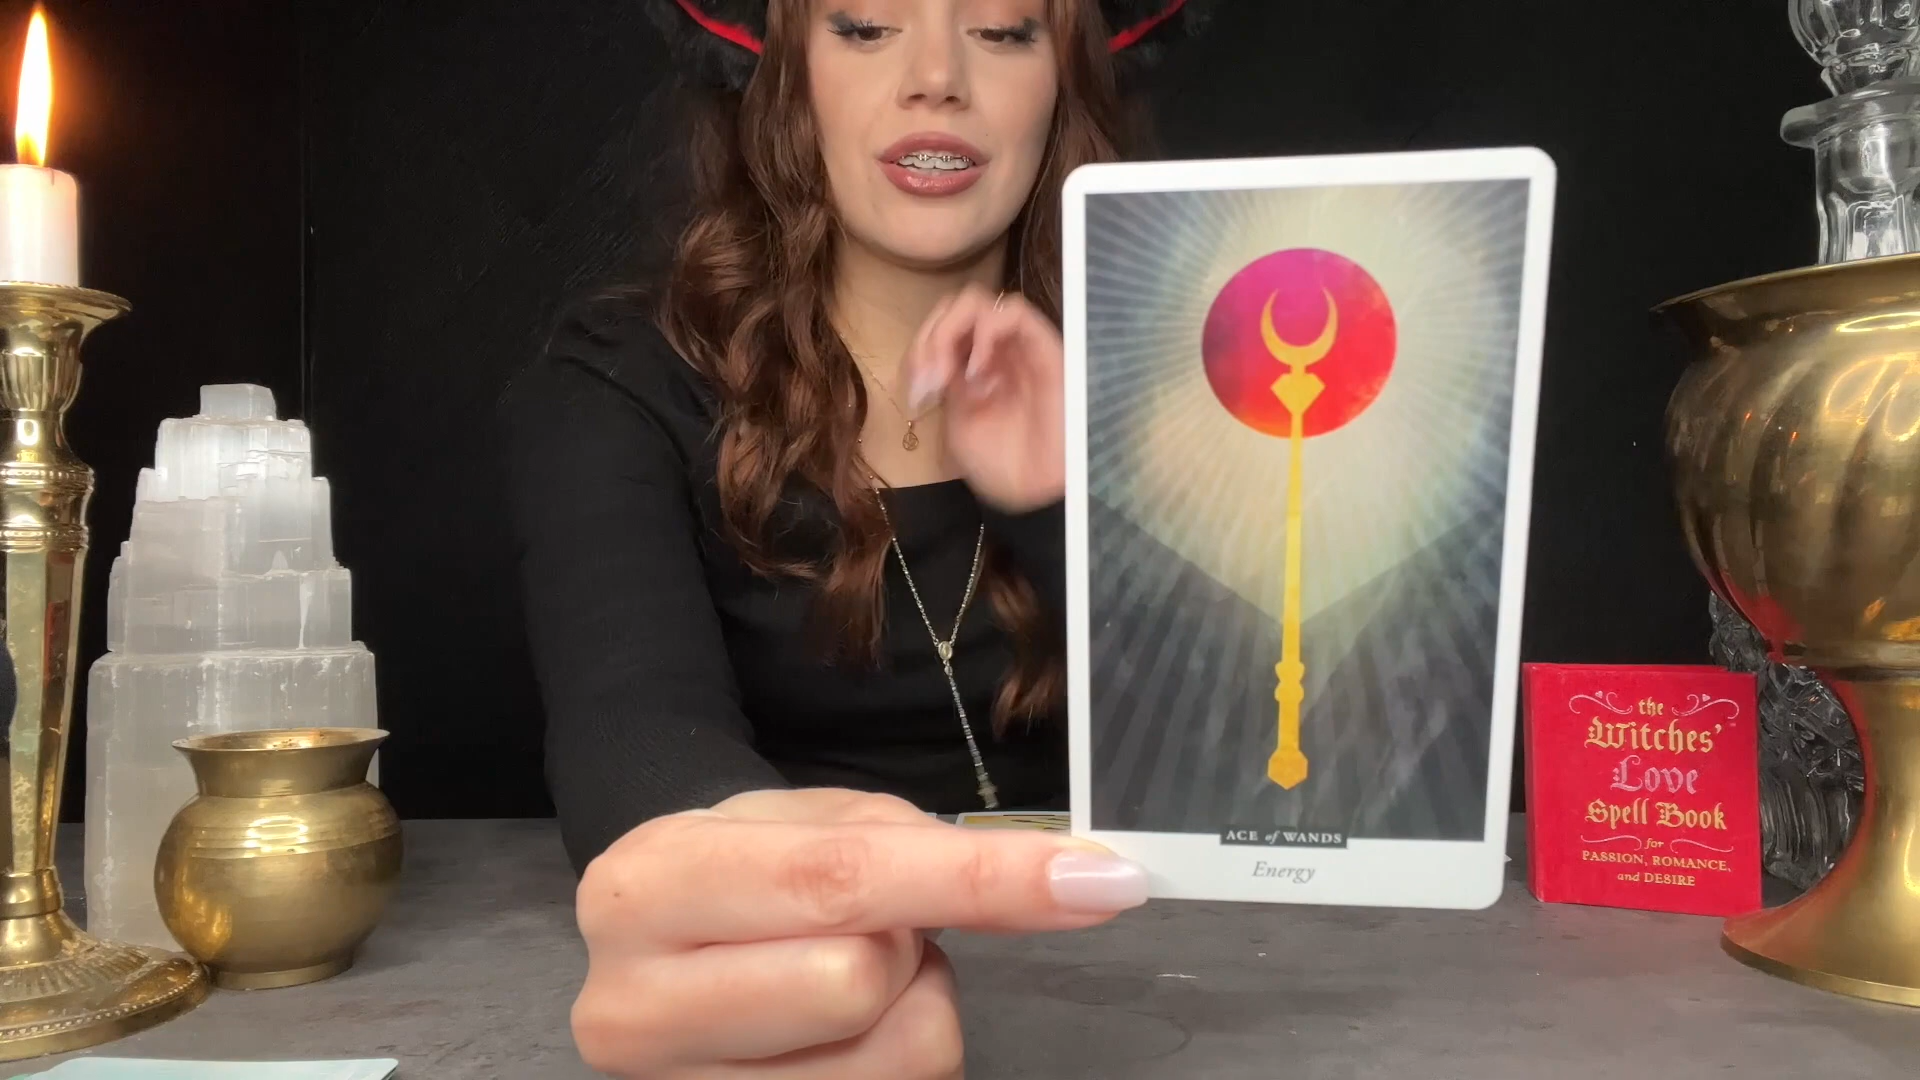 ACE of WANDS
Energy
the
Witches'
Love
Spell Book
for
PASSION, ROMANCE,
and DESIRE